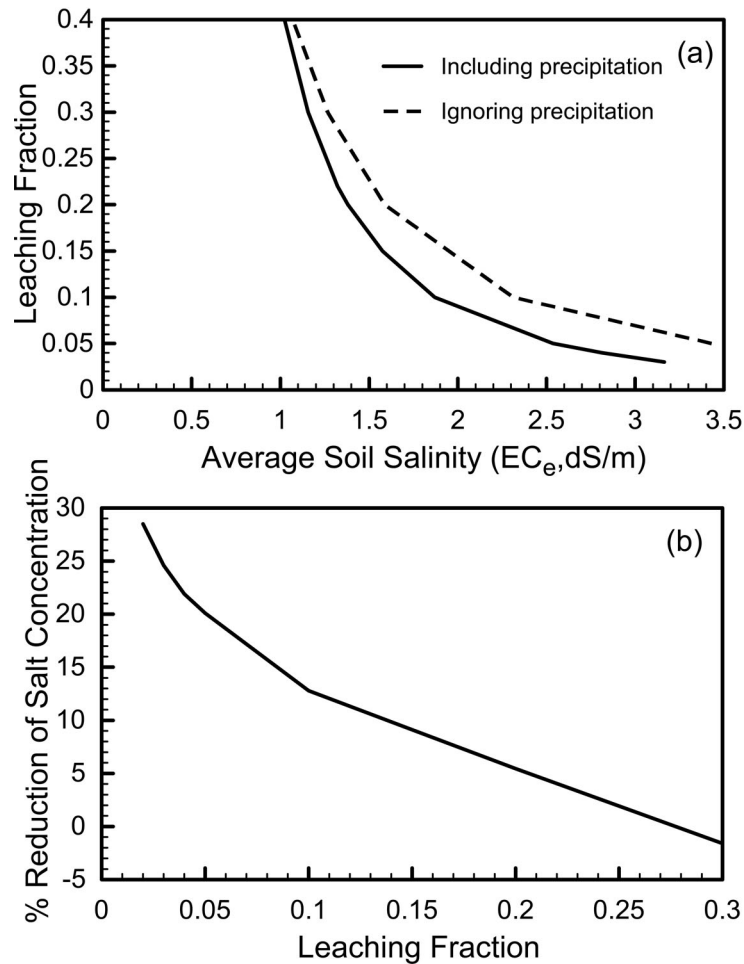 0.4
(a)
Including precipitation
Ignoring precipitation
0.35
0.3
0.25
0.2
0.15
0.1
0.05
0
Leaching Fraction
0 0.5 1 1.5 2 2.5 3 3.5
Average Soil Salinity (ECe,dS/m)
30
(b)
25
20
15
10
5
0
-5
% Reduction of Salt Concentration
0 0.05 0.1 0.15 0.2 0.25 0.3
Leaching Fraction